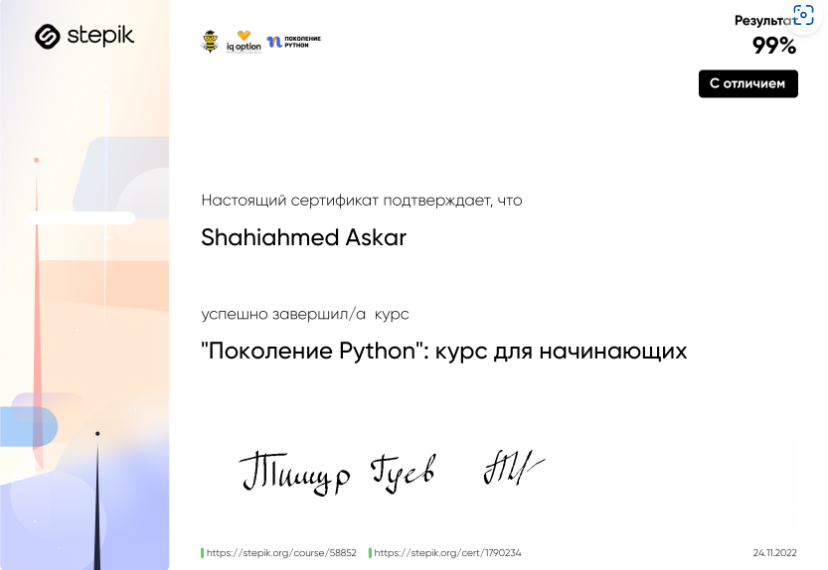 stepik
iq option
ПОКОЛЕНИЕ
PYTHON
Результат
99%
С отличием
Настоящий сертификат подтверждает, что
Shahiahmed Askar
успешно завершил/а курс
"Поколение Python": курс для начинающих
Тимур Гуев
https://stepik.org/course/58852
https://stepik.org/cert/1790234
24.11.2022